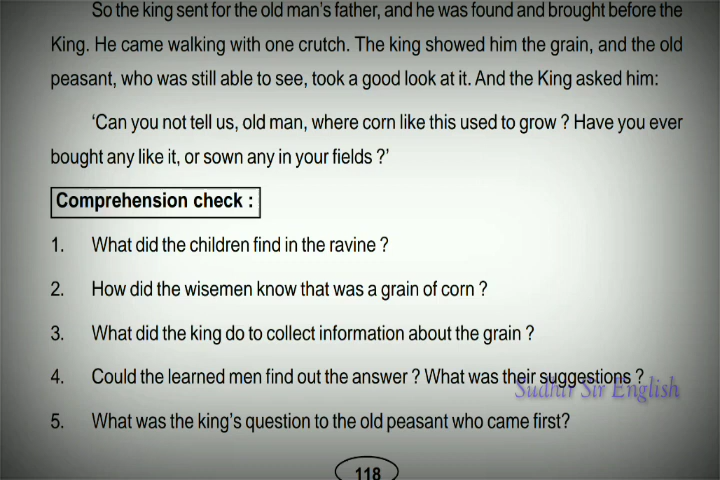 So the king sent for the old man's father, and he was found and brought before the
King. He came walking with one crutch. The king showed him the grain, and the old
peasant, who was still able to see, took a good look at it. And the King asked him:
‘Can you not tell us, old man, where corn like this used to grow ? Have you ever
bought any like it, or sown any in your fields ?’
Comprehension check :
1. What did the children find in the ravine ?
2. How did the wisemen know that was a grain of corn ?
3. What did the king do to collect information about the grain ?
4. Could the learned men find out the answer ? What was their suggestions ?
Sudhir Sir English
5. What was the king's question to the old peasant who came first?
118